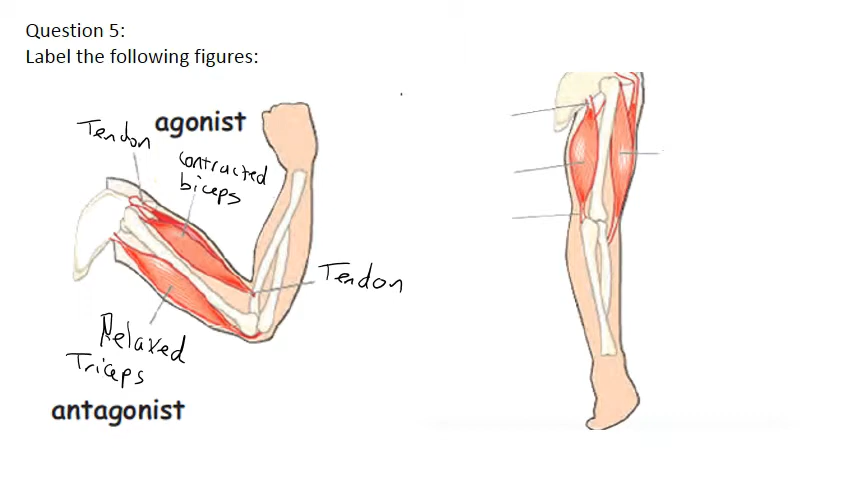 Question 5:
Label the following figures:
Tendon
agonist
contracted
biceps
Tendon
Relaxed
Triceps
antagonist